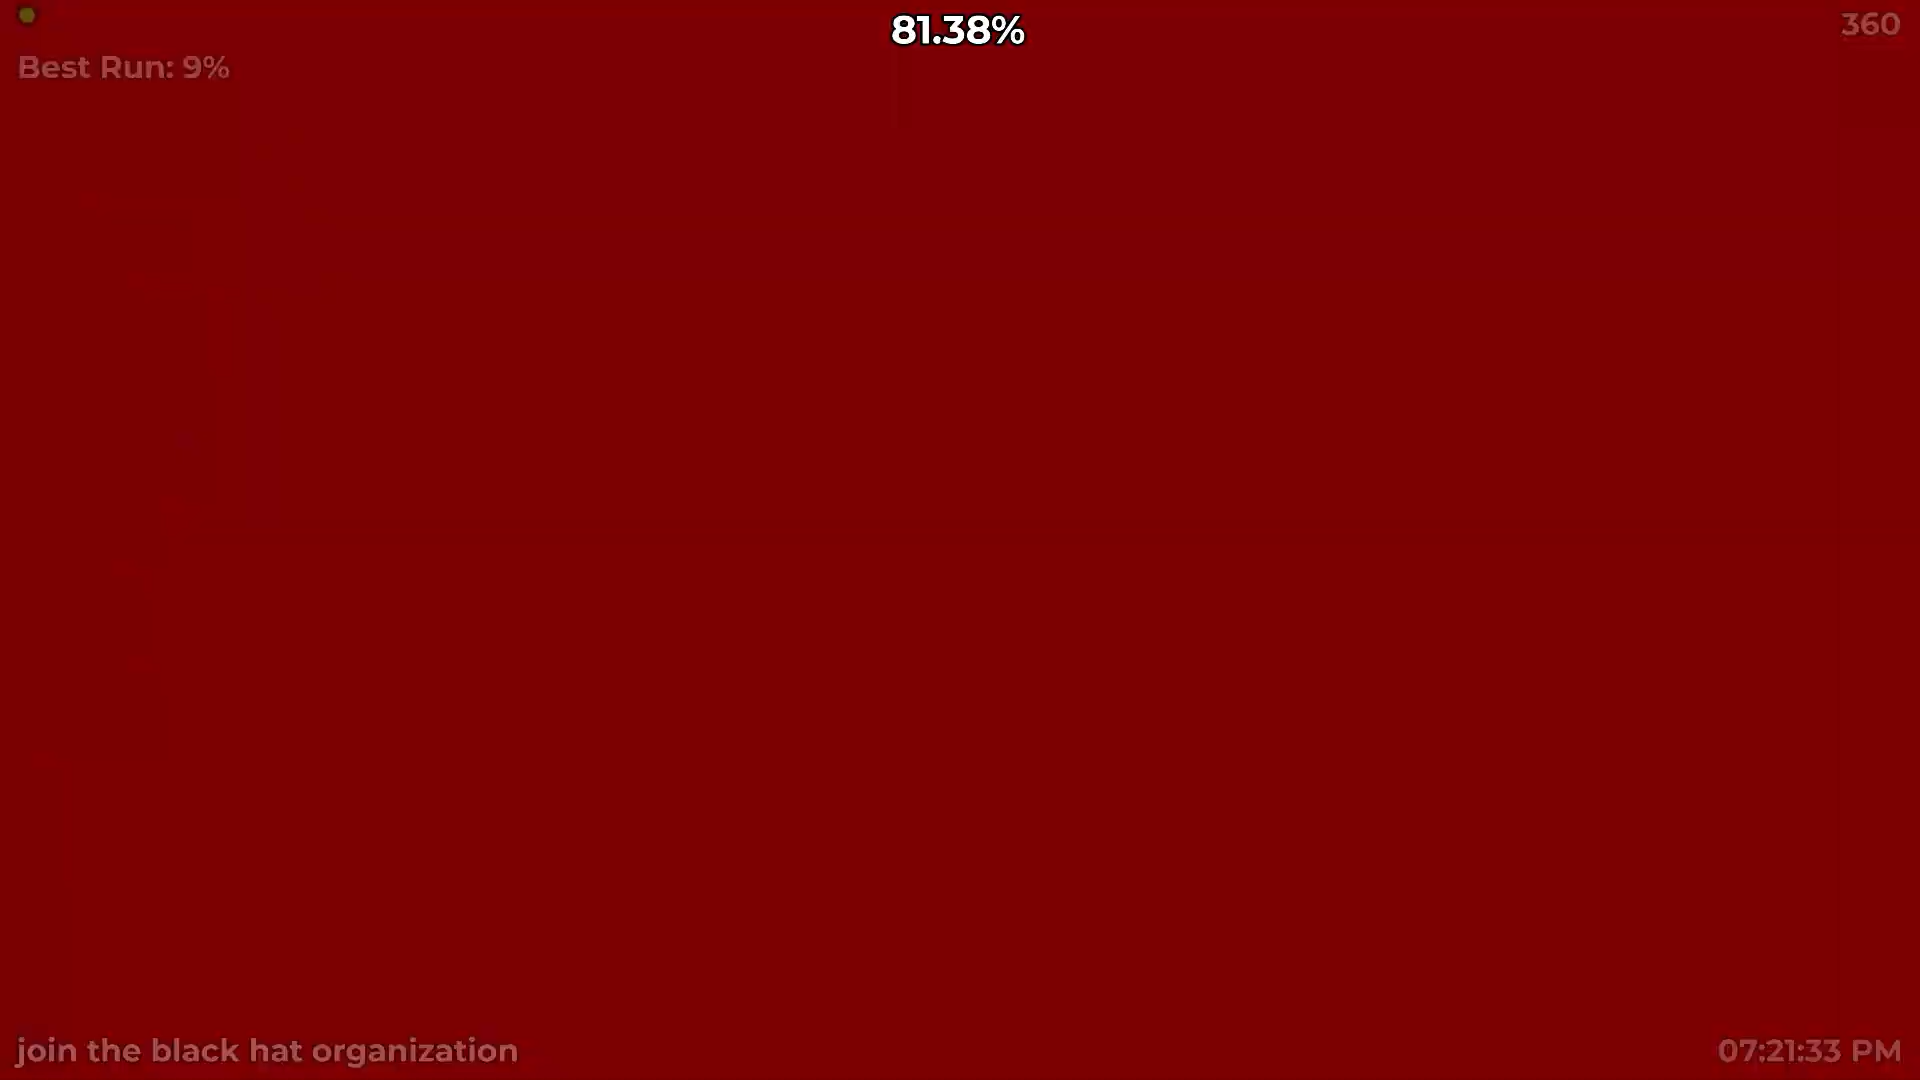 81.38%
360
Best Run: 9%
join the black hat organization
07:21:33 PM